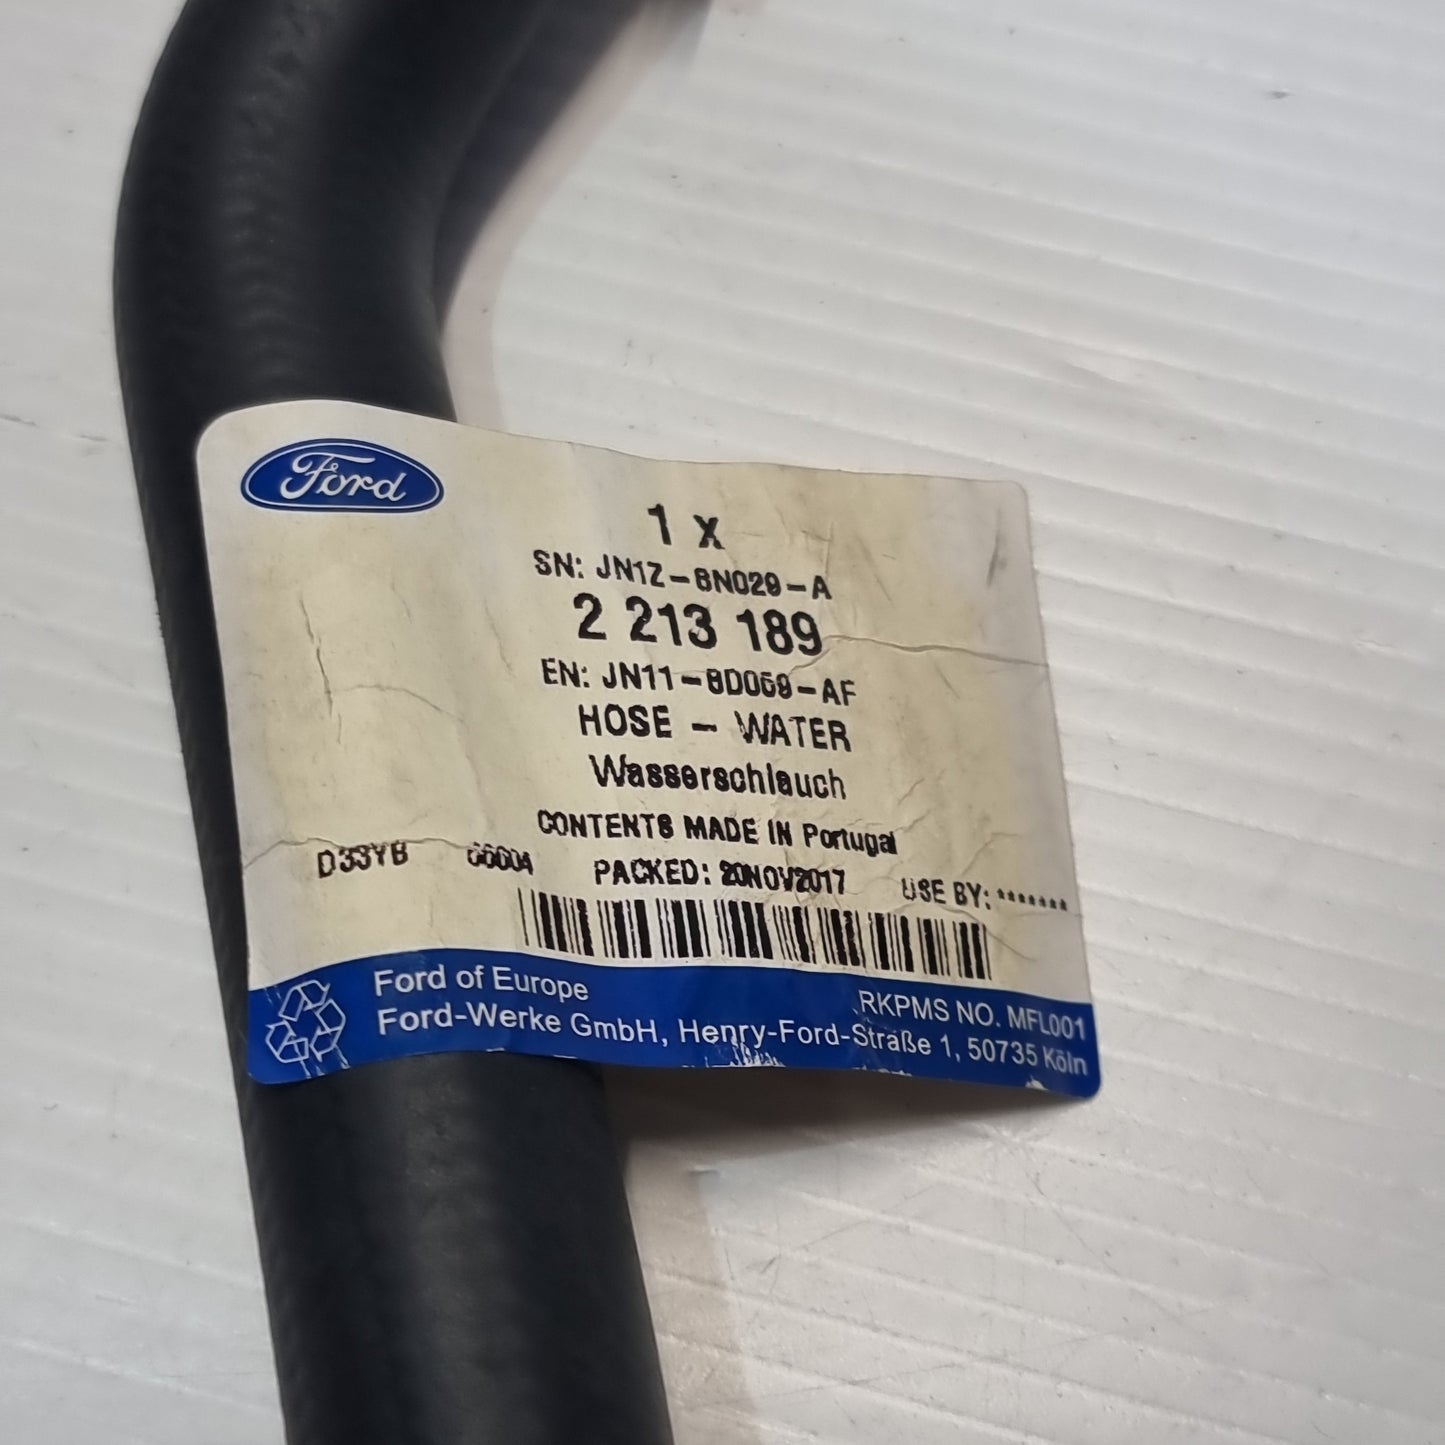 Ford
1 x
SN: JN1Z-8N029-A
2 213 189
EN: JN11-8D059-AF
HOSE - WATER
Wasserschlauch
CONTENTS MADE IN Portugal
D33YB 66004 PACKED: 20NOV2017 USE BY: *******
Ford of Europe RKPMS NO. MFL001
Ford-Werke GmbH, Henry-Ford-Straße 1, 50735 Köln